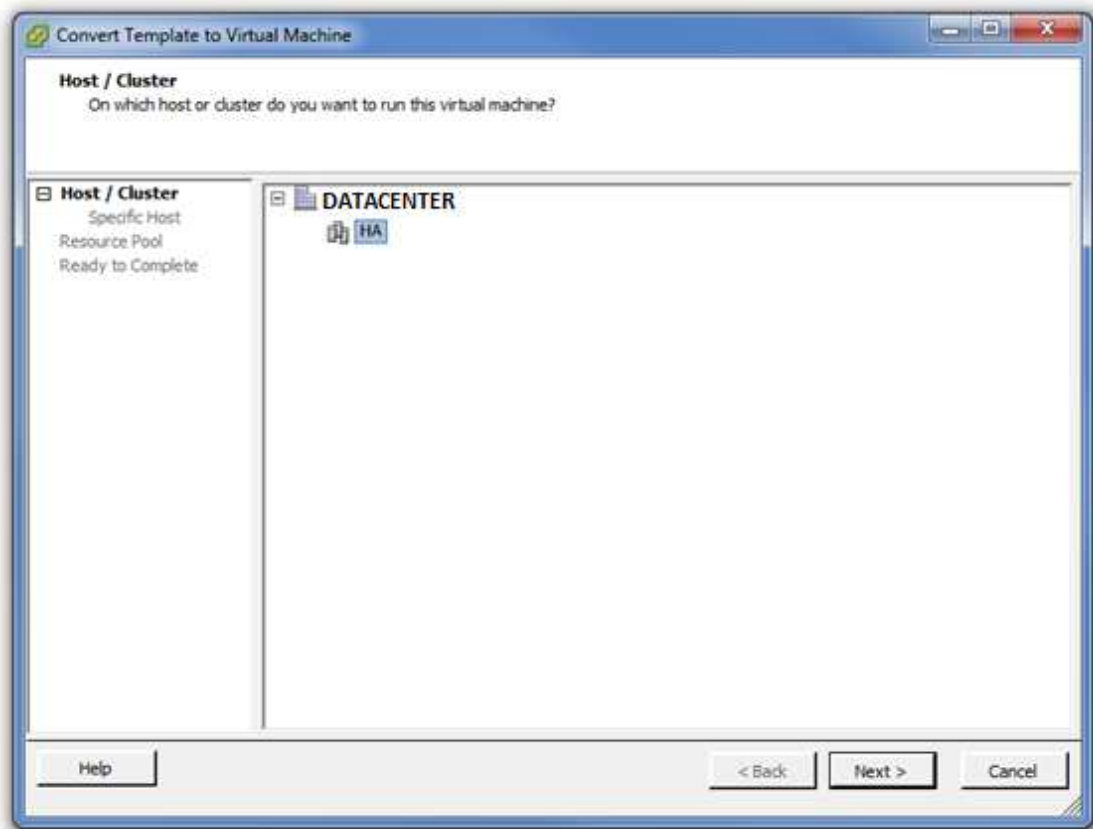 Convert Template to Virtual Machine
Host / Cluster
On which host or cluster do you want to run this virtual machine?
Host / Cluster
Specific Host
Resource Pool
Ready to Complete
DATACENTER
HA
Help
< Back
Next >
Cancel